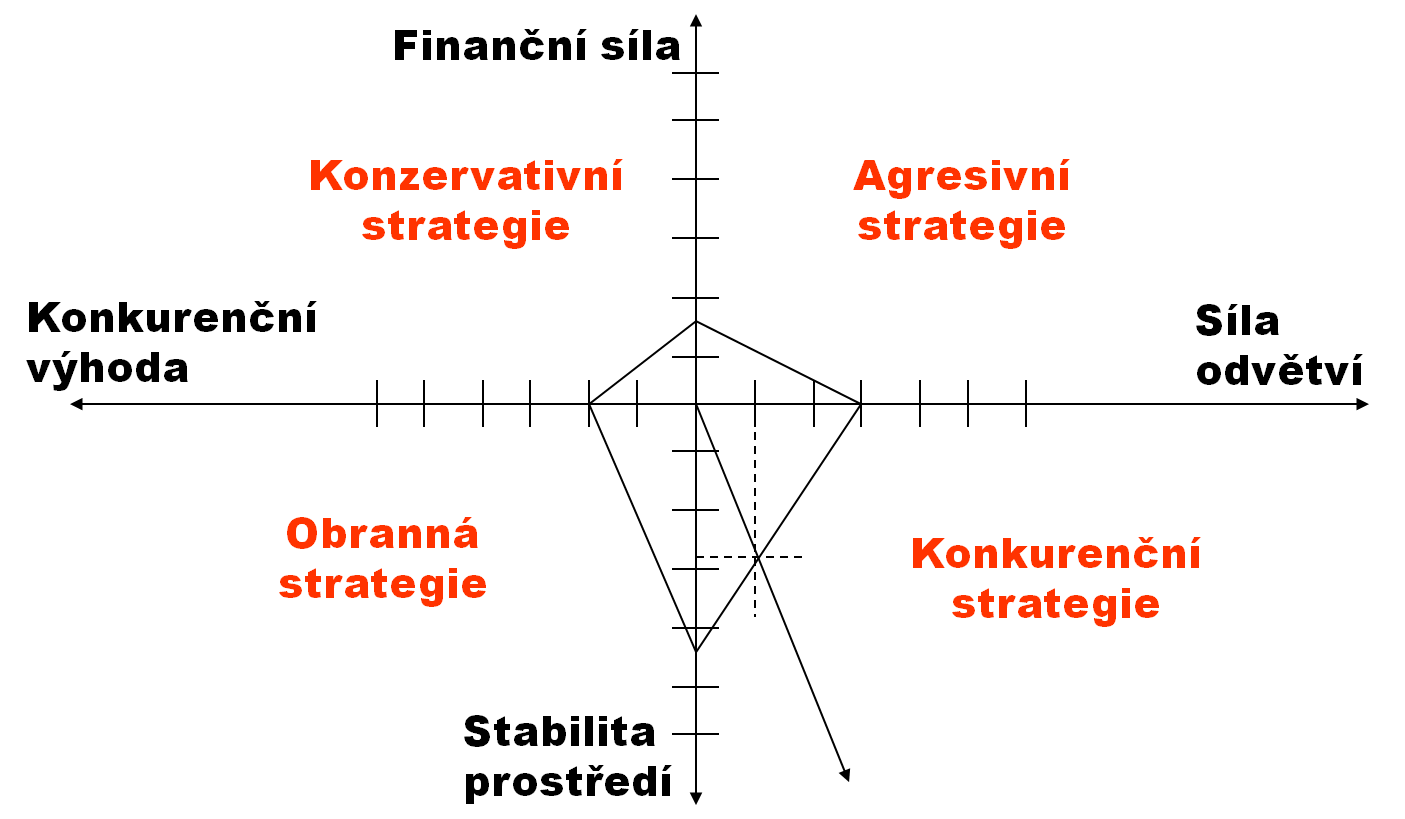 Finanční síla
Konzervativní
strategie
Agresivní
strategie
Konkurenční
výhoda
Síla
odvětví
Obranná
strategie
Konkurenční
strategie
Stabilita
prostředí